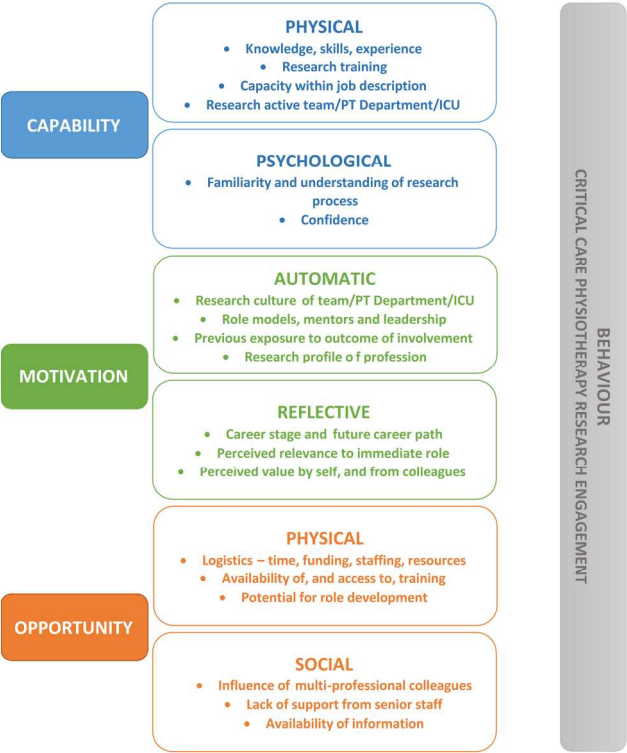 PHYSICAL
• Knowledge, skills, experience
• Research training
• Capacity within job description
• Research active team/PT Department/ICU
CAPABILITY
PSYCHOLOGICAL
• Familiarity and understanding of research
process
• Confidence
AUTOMATIC
• Research culture of team/PT Department/ICU
• Role models, mentors and leadership
• Previous exposure to outcome of involvement
• Research profile of profession
MOTIVATION
REFLECTIVE
• Career stage and future career path
• Perceived relevance to immediate role
• Perceived value by self, and from colleagues
PHYSICAL
• Logistics – time, funding, staffing, resources
• Availability of, and access to, training
• Potential for role development
OPPORTUNITY
SOCIAL
• Influence of multi-professional colleagues
• Lack of support from senior staff
• Availability of information
BEHAVIOUR
CRITICAL CARE PHYSIOTHERAPY RESEARCH ENGAGEMENT